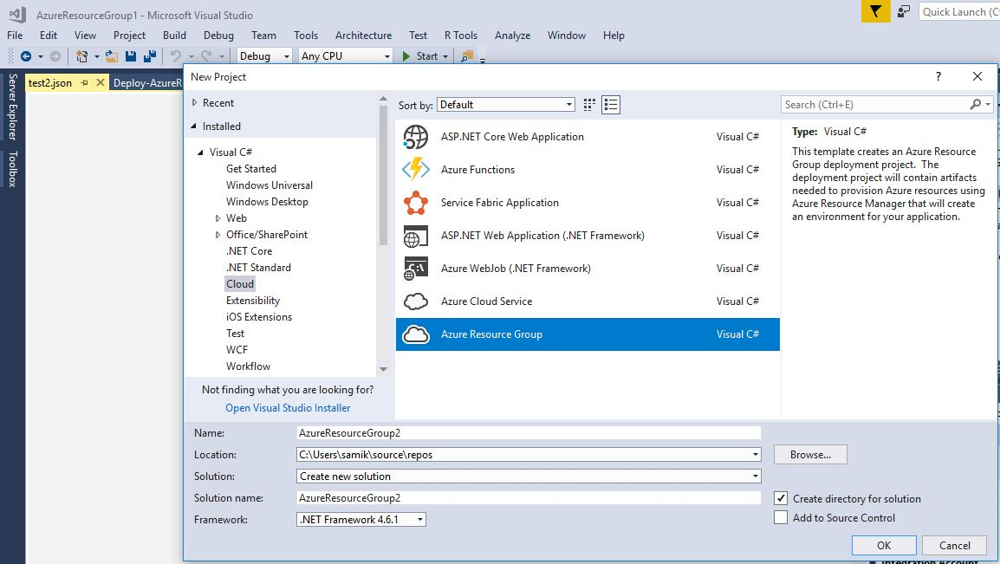 AzureResourceGroup1 - Microsoft Visual Studio
Quick Launch (Ct
File Edit View Project Build Debug Team Tools Architecture Test R Tools Analyze Window Help
Debug Any CPU Start
Server Explorer
Toolbox
test2.json Deploy-AzureR
New Project
?
Recent
Installed
Visual C#
Get Started
Windows Universal
Windows Desktop
Web
Office/SharePoint
.NET Core
.NET Standard
Cloud
Extensibility
iOS Extensions
Test
WCF
Workflow
Not finding what you are looking for?
Open Visual Studio Installer
Sort by: Default
Search (Ctrl+E)
ASP.NET Core Web Application Visual C#
Azure Functions Visual C#
Service Fabric Application Visual C#
ASP.NET Web Application (.NET Framework) Visual C#
Azure WebJob (.NET Framework) Visual C#
Azure Cloud Service Visual C#
Azure Resource Group Visual C#
Type: Visual C#
This template creates an Azure Resource
Group deployment project. The
deployment project will contain artifacts
needed to provision Azure resources using
Azure Resource Manager that will create
an environment for your application.
Name: AzureResourceGroup2
Location: C:\Users\samik\source\repos Browse...
Solution: Create new solution
Solution name: AzureResourceGroup2
Create directory for solution
Framework: .NET Framework 4.6.1
Add to Source Control
OK Cancel
Integration Account